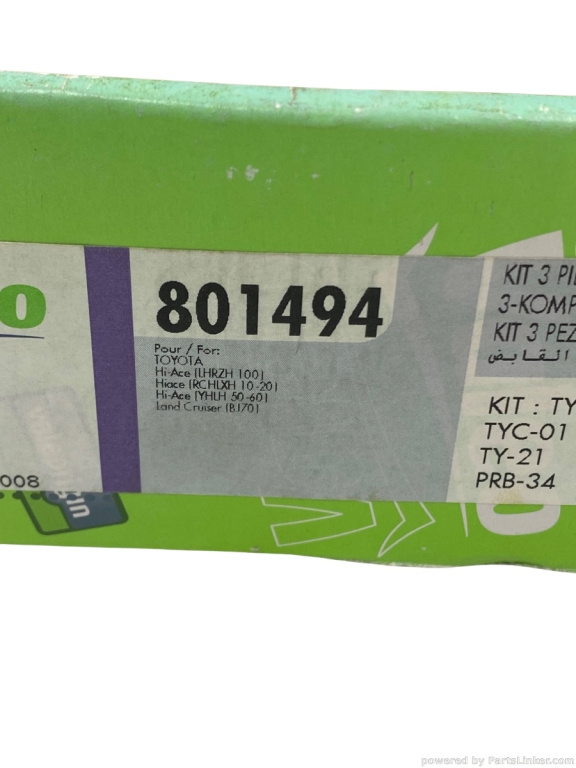 801494
Pour / For:
TOYOTA
Hi-Ace (LHRZH 100)
Hiace (RCHLXH 10-20)
Hi-Ace (YHLH 50-60)
Land Cruiser (BJ70)
KIT 3 PI
3-KOMP
KIT 3 PEZ
القابض
KIT : TY
TYC-01
TY-21
PRB-34
008
powered by PartsLinker.com